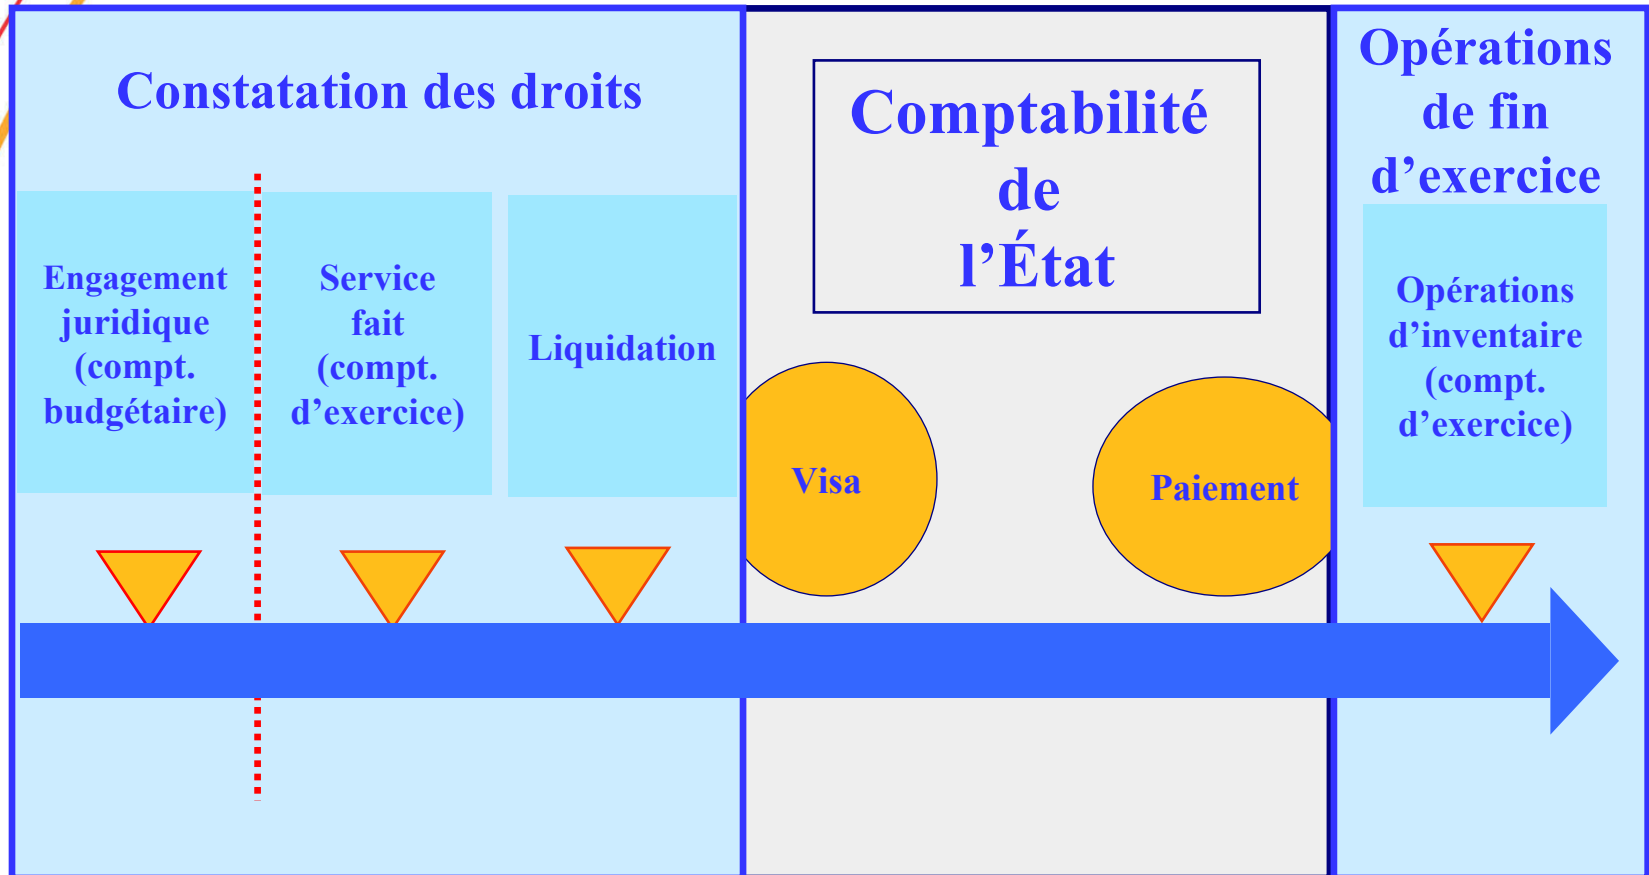 Constatation des droits
Engagement
juridique
(compt.
budgétaire)
Service
fait
(compt.
d’exercice)
Liquidation
Comptabilité
de
l’État
Visa
Paiement
Opérations
de fin
d’exercice
Opérations
d’inventaire
(compt.
d’exercice)